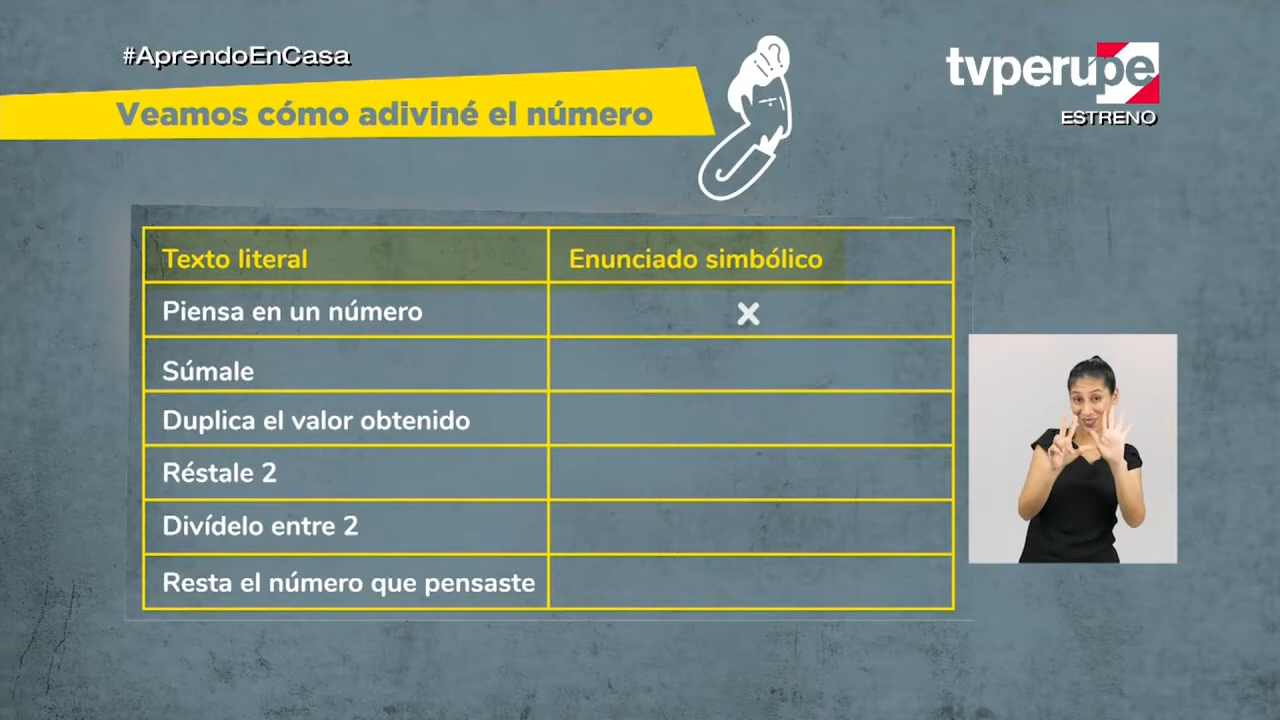 #AprendoEnCasa
tvperupe
ESTRENO
Veamos cómo adiviné el número
!?
Texto literal
Enunciado simbólico
Piensa en un número
x
Súmale
Duplica el valor obtenido
Réstale 2
Divídelo entre 2
Resta el número que pensaste